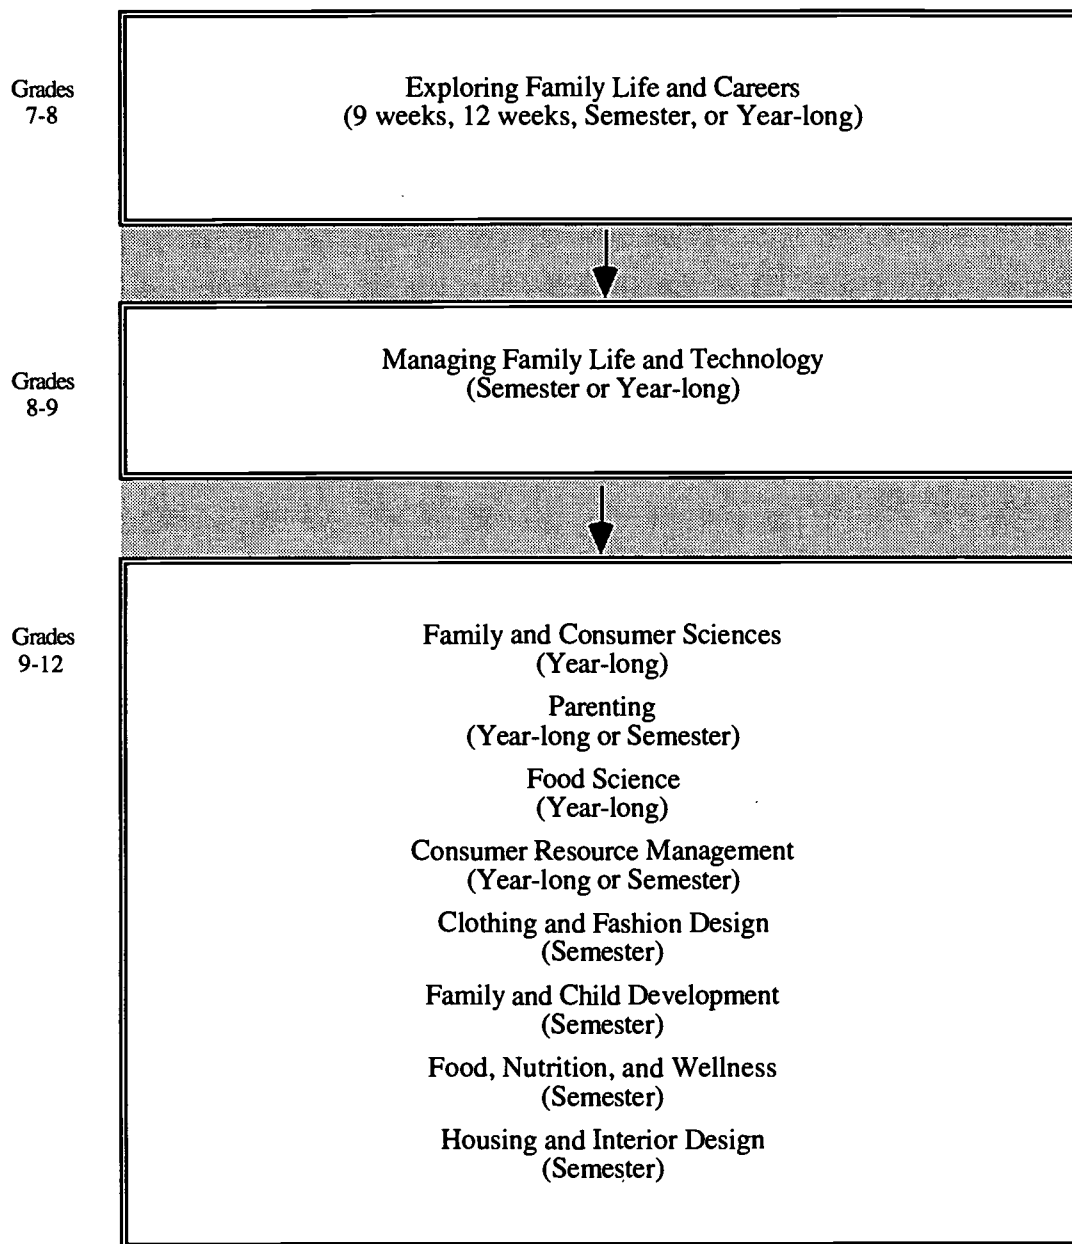 Grades
7-8
Exploring Family Life and Careers
(9 weeks, 12 weeks, Semester, or Year-long)
Grades
8-9
Managing Family Life and Technology
(Semester or Year-long)
Grades
9-12
Family and Consumer Sciences
(Year-long)
Parenting
(Year-long or Semester)
Food Science
(Year-long)
Consumer Resource Management
(Year-long or Semester)
Clothing and Fashion Design
(Semester)
Family and Child Development
(Semester)
Food, Nutrition, and Wellness
(Semester)
Housing and Interior Design
(Semester)